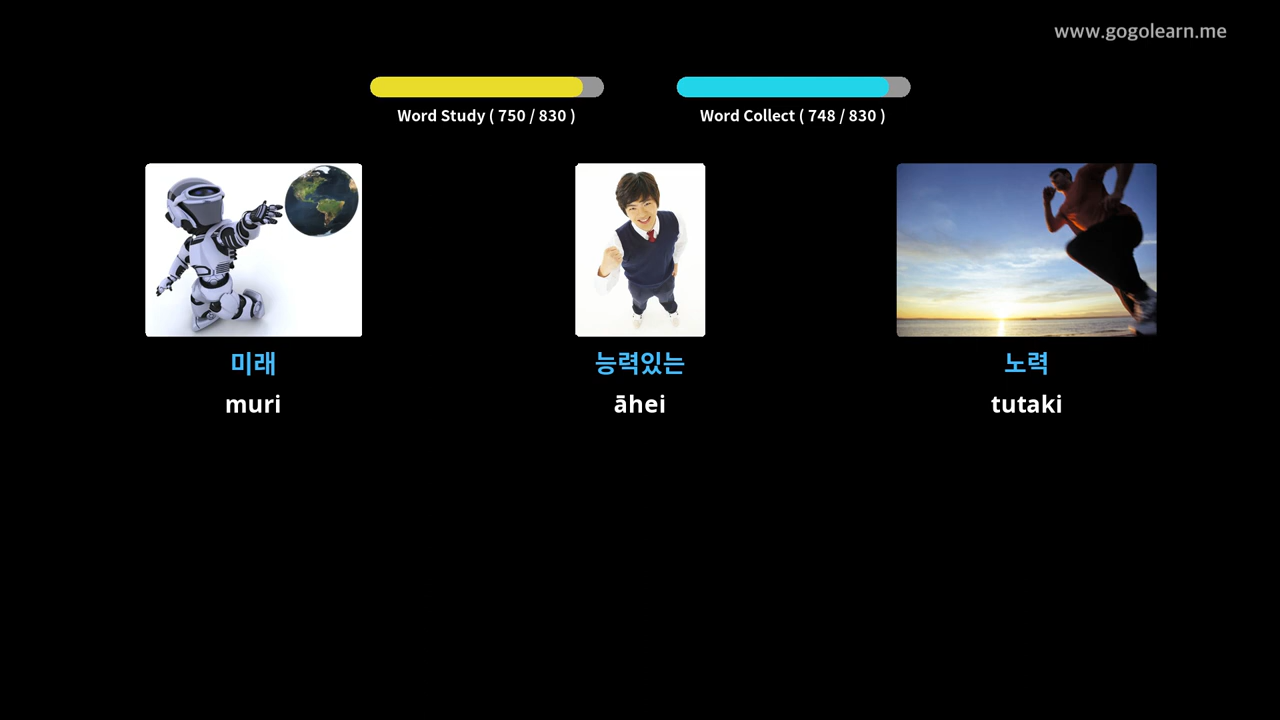 www.gogolearn.me
Word Study ( 750 / 830 )
Word Collect ( 748 / 830 )
미래
능력있는
노력
muri
āhei
tutaki